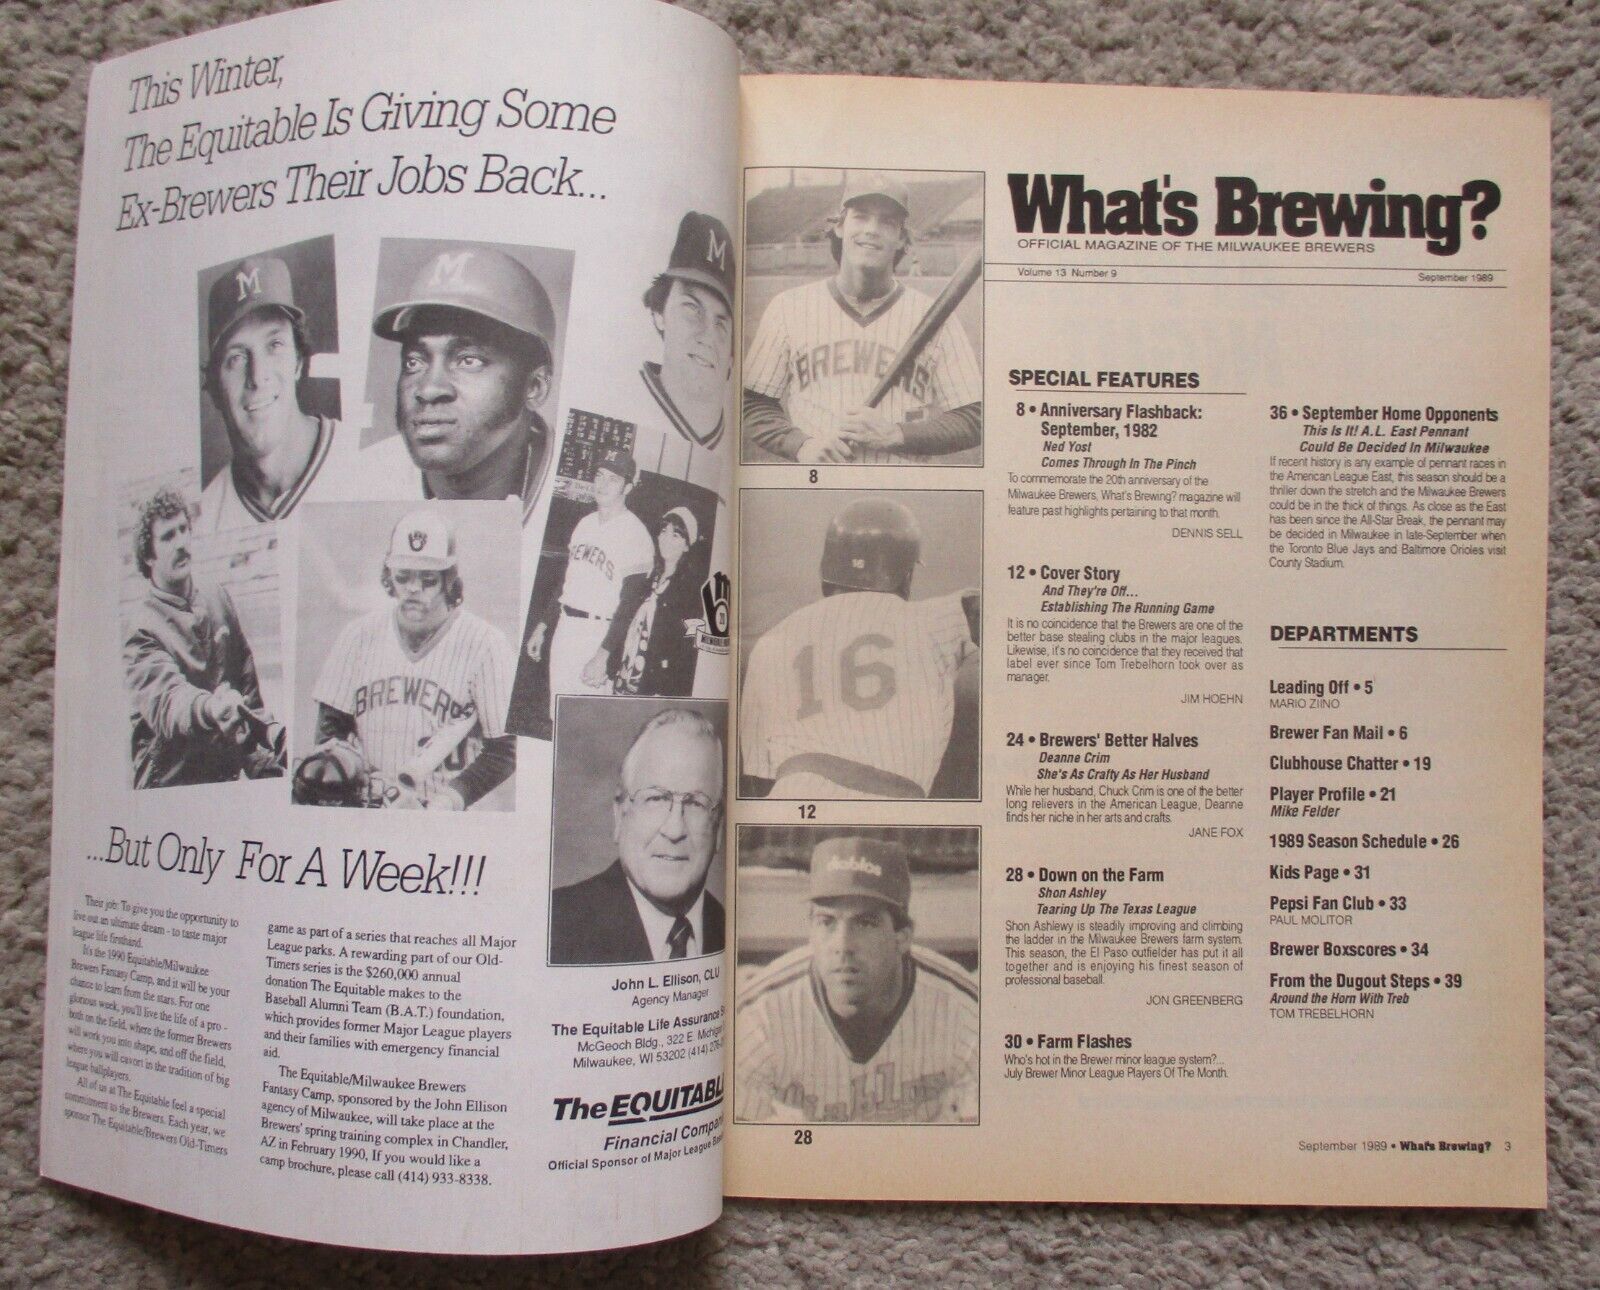 This Winter,
The Equitable Is Giving Some
Ex-Brewers Their Jobs Back...
M
M
M
M
BREWERS
BREWERS
...But Only For A Week!!!
Their job: To give you the opportunity to
live out an ultimate dream - to taste major
league life firsthand.
It's the 1990 Equitable/Milwaukee
Brewers Fantasy Camp, and it will be your
chance to learn from the stars. For one
glorious week, you'll live the life of a pro -
both on the field, where the former Brewers
will work you into shape, and off the field,
where you will cavort in the tradition of big
league ballplayers.
All of us at The Equitable feel a special
commitment to the Brewers. Each year, we
sponsor The Equitable/Brewers Old-Timers
game as part of a series that reaches all Major
League parks. A rewarding part of our Old-
Timers series is the $260,000 annual
donation The Equitable makes to the
Baseball Alumni Team (B.A.T.) foundation,
which provides former Major League players
and their families with emergency financial
aid.
The Equitable/Milwaukee Brewers
Fantasy Camp, sponsored by the John Ellison
agency of Milwaukee, will take place at the
Brewers' spring training complex in Chandler,
AZ in February 1990, If you would like a
camp brochure, please call (414) 933-8338.
John L. Ellison, CLU
Agency Manager
The Equitable Life Assurance
McGeoch Bldg., 322 E. Michigan
Milwaukee, WI 53202 (414)
The EQUITABL
Financial Compan
Official Sponsor of Major League
BREWERS
8
16
16
12
diablos
28
What's Brewing?
OFFICIAL MAGAZINE OF THE MILWAUKEE BREWERS
Volume 13 Number 9
September 1989
SPECIAL FEATURES
8 • Anniversary Flashback:
September, 1982
Ned Yost
Comes Through In The Pinch
To commemorate the 20th anniversary of the
Milwaukee Brewers, What's Brewing? magazine will
feature past highlights pertaining to that month.
DENNIS SELL
12 • Cover Story
And They're Off...
Establishing The Running Game
It is no coincidence that the Brewers are one of the
better base stealing clubs in the major leagues.
Likewise, it's no coincidence that they received that
label ever since Tom Trebelhorn took over as
manager.
JIM HOEHN
24 • Brewers' Better Halves
Deanne Crim
She's As Crafty As Her Husband
While her husband, Chuck Crim is one of the better
long relievers in the American League, Deanne
finds her niche in her arts and crafts.
JANE FOX
28 • Down on the Farm
Shon Ashley
Tearing Up The Texas League
Shon Ashlewy is steadily improving and climbing
the ladder in the Milwaukee Brewers farm system.
This season, the El Paso outfielder has put it all
together and is enjoying his finest season of
professional baseball.
JON GREENBERG
30 • Farm Flashes
Who's hot in the Brewer minor league system?...
July Brewer Minor League Players Of The Month.
36 • September Home Opponents
This Is It! A.L. East Pennant
Could Be Decided In Milwaukee
If recent history is any example of pennant races in
the American League East, this season should be a
thriller down the stretch and the Milwaukee Brewers
could be in the thick of things. As close as the East
has been since the All-Star Break, the pennant may
be decided in Milwaukee in late-September when
the Toronto Blue Jays and Baltimore Orioles visit
County Stadium.
DEPARTMENTS
Leading Off • 5
MARIO ZIINO
Brewer Fan Mail • 6
Clubhouse Chatter • 19
Player Profile • 21
Mike Felder
1989 Season Schedule • 26
Kids Page • 31
Pepsi Fan Club • 33
PAUL MOLITOR
Brewer Boxscores • 34
From the Dugout Steps • 39
Around the Horn With Treb
TOM TREBELHORN
September 1989 • What's Brewing? 3